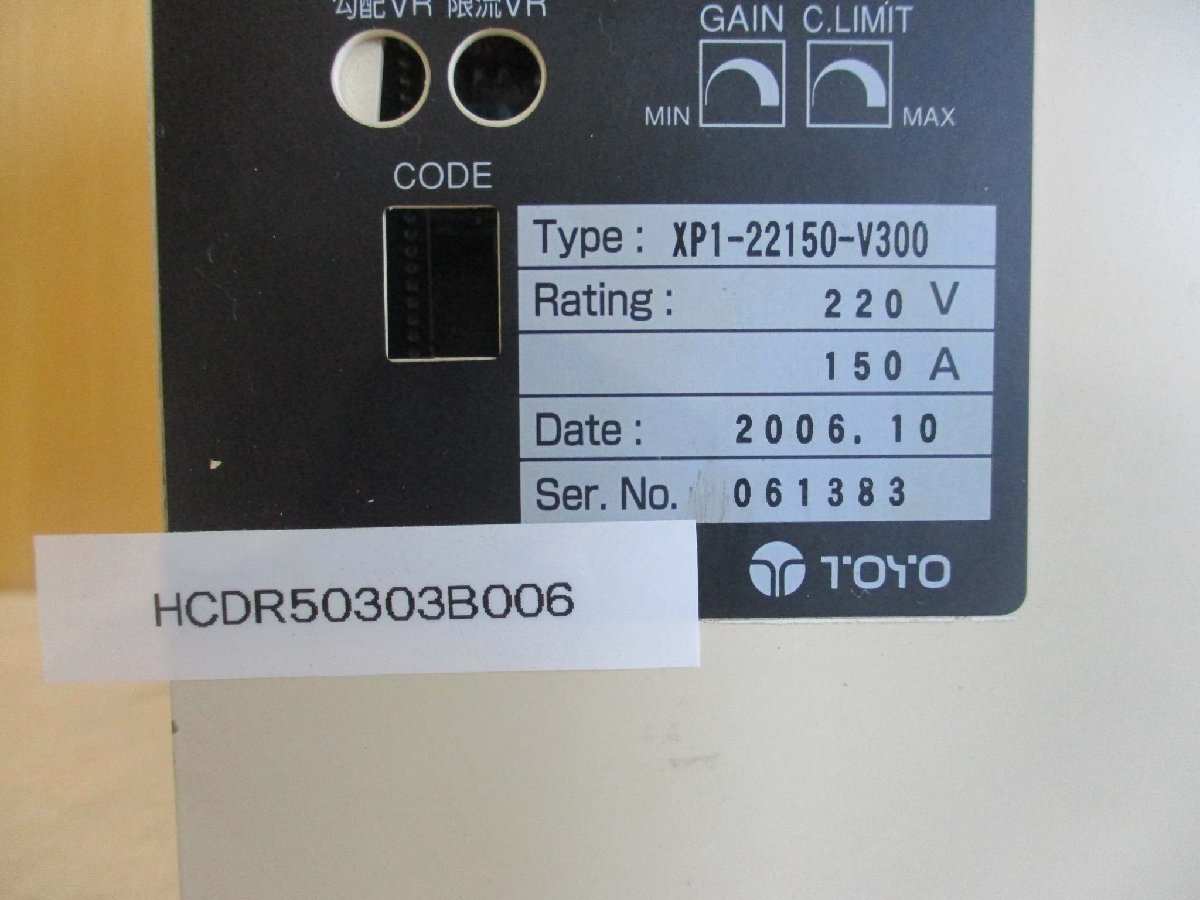 勾配VR 限流VR
GAIN C.LIMIT
MIN MAX
CODE
Type: XP1-22150-V300
Rating: 220 V
150 A
Date: 2006.10
Ser. No. 061383
TOYO
HCDR50303B006